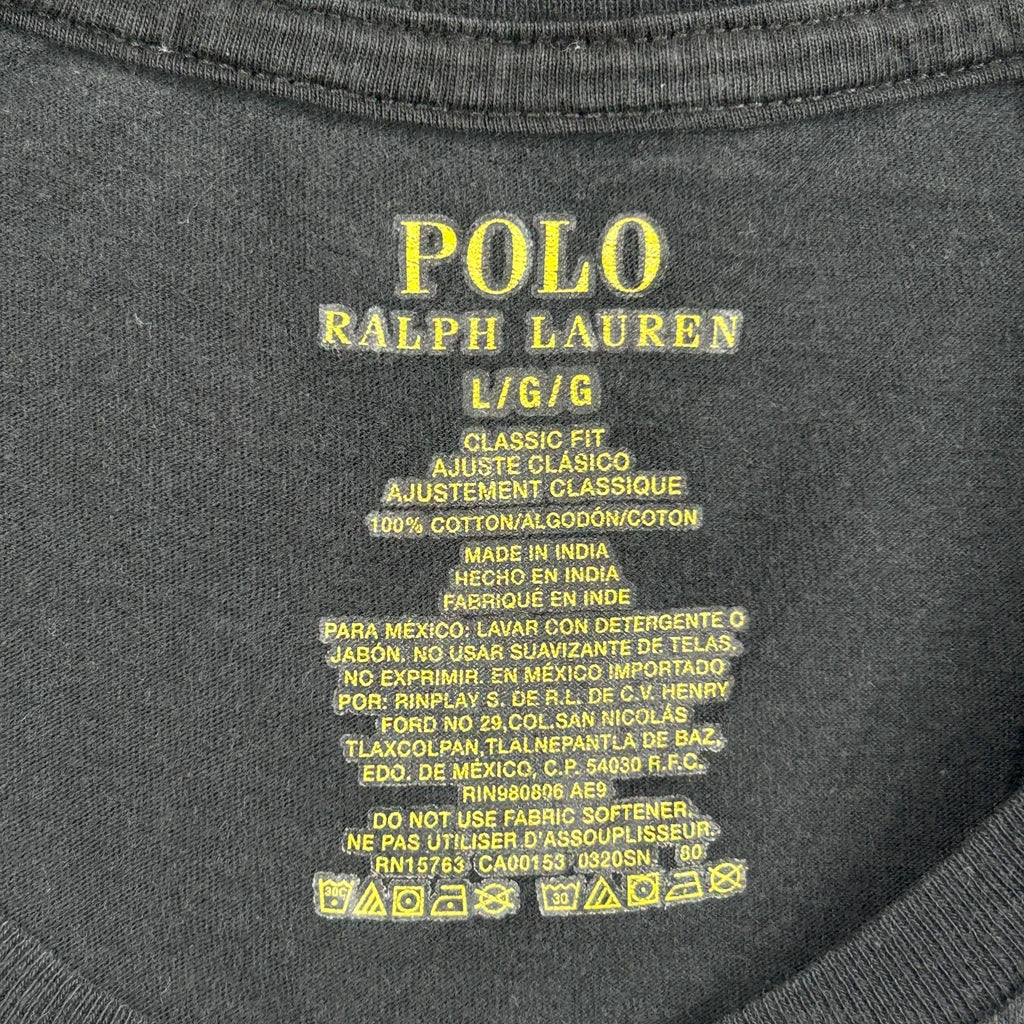 POLO
RALPH LAUREN
L/G/G
CLASSIC FIT
AJUSTE CLÁSICO
AJUSTEMENT CLASSIQUE
100% COTTON/ALGODÓN/COTON
MADE IN INDIA
HECHO EN INDIA
FABRIQUÉ EN INDE
PARA MÉXICO: LAVAR CON DETERGENTE O
JABÓN. NO USAR SUAVIZANTE DE TELAS.
NO EXPRIMIR. EN MÉXICO IMPORTADO
POR: RINPLAY S. DE R.L. DE C.V. HENRY
FORD NO 29,COL.SAN NICOLÁS
TLAXCOLPAN,TLALNEPANTLA DE BAZ,
EDO. DE MÉXICO, C.P. 54030 R.F.C.
RIN980806 AE9
DO NOT USE FABRIC SOFTENER.
NE PAS UTILISER D'ASSOUPLISSEUR.
RN15763 CA00153 0320SN. 80
30C 30